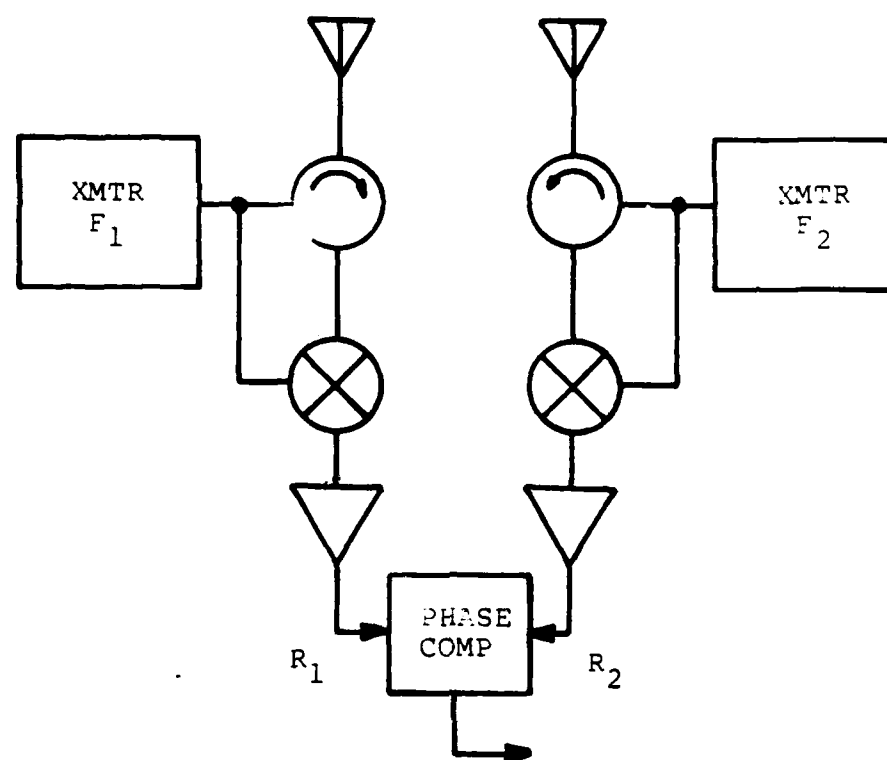 XMTR
F1
XMTR
F2
PHASE
COMP
R1
R2